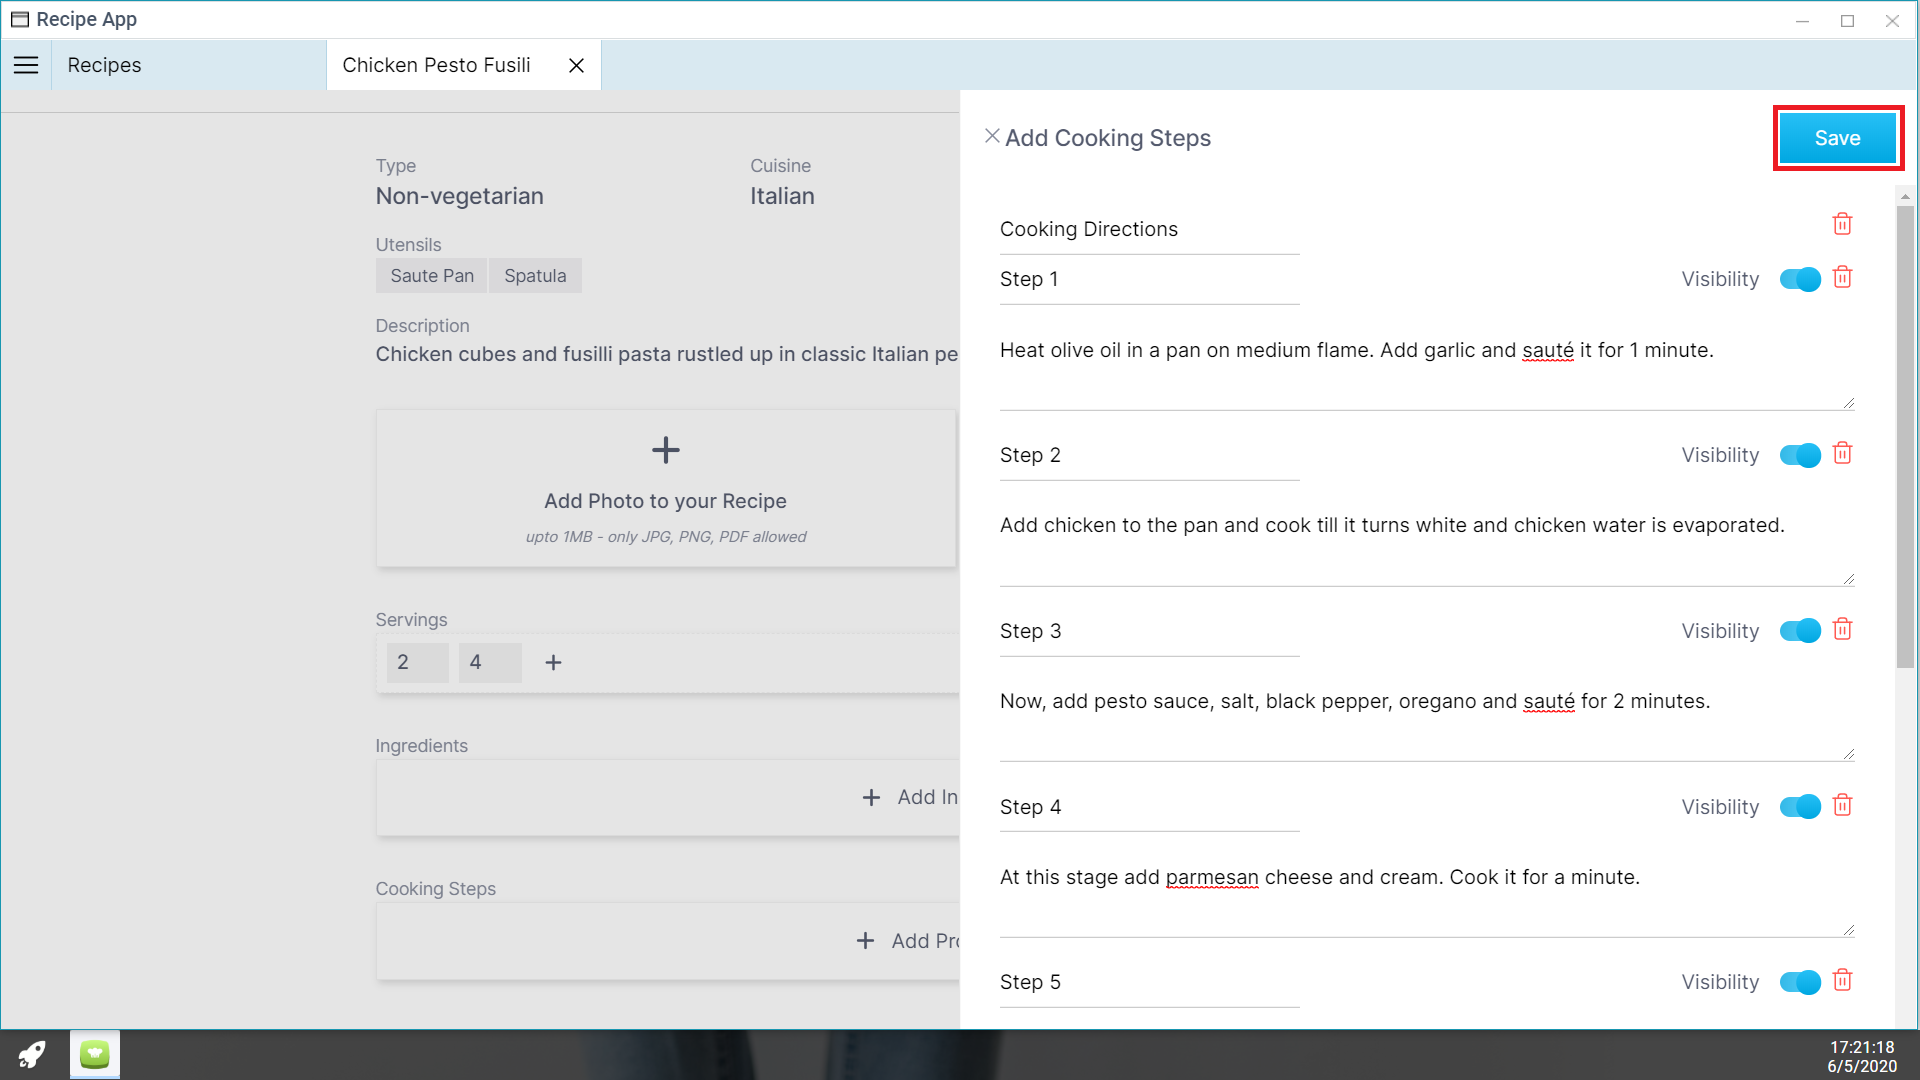 Recipe App
Recipes
Chicken Pesto Fusili
Type
Cuisine
Non-vegetarian
Italian
Utensils
Saute Pan
Spatula
Description
Chicken cubes and fusilli pasta rustled up in classic Italian pe
Add Photo to your Recipe
upto 1MB - only JPG, PNG, PDF allowed
Servings
2
4
Ingredients
Add In
Cooking Steps
Add Pro
Add Cooking Steps
Save
Cooking Directions
Step 1
Visibility
Heat olive oil in a pan on medium flame. Add garlic and sauté it for 1 minute.
Step 2
Visibility
Add chicken to the pan and cook till it turns white and chicken water is evaporated.
Step 3
Visibility
Now, add pesto sauce, salt, black pepper, oregano and sauté for 2 minutes.
Step 4
Visibility
At this stage add parmesan cheese and cream. Cook it for a minute.
Step 5
Visibility
17:21:18
6/5/2020